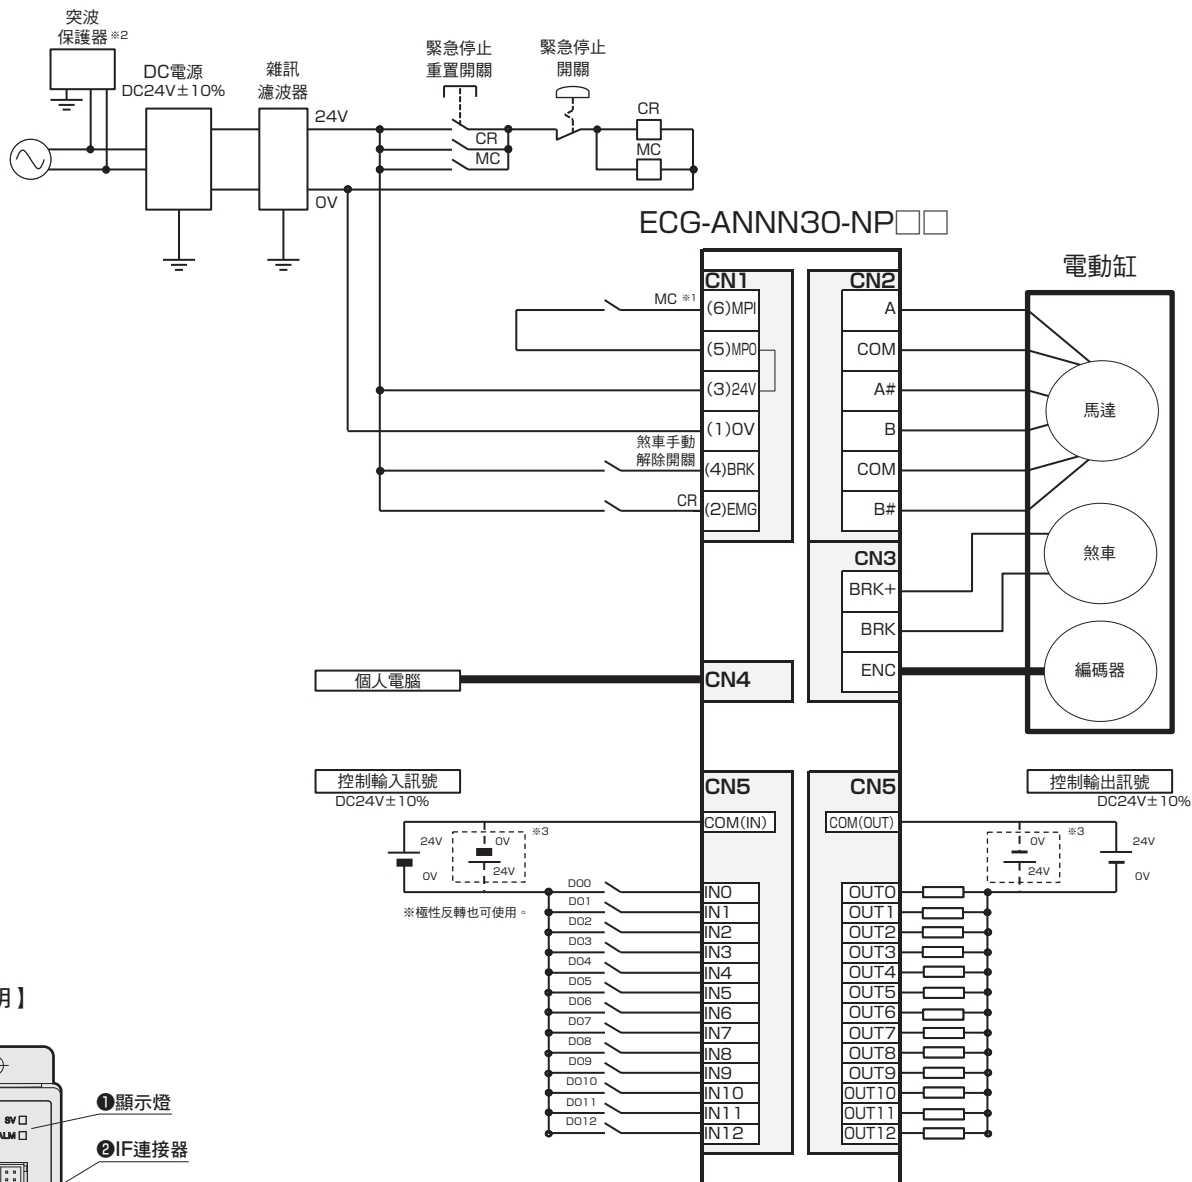 突波
保護器※2
DC電源
DC24V±10%
雜訊
濾波器
24V
0V
緊急停止
重置開關
緊急停止
開關
CR
MC
CR
MC
ECG-ANNN30-NP□□
電動缸
CN1
MC ※1
(6)MPI
(5)MPO
(3)24V
(1)0V
煞車手動
解除開關
(4)BRK
CR
(2)EMG
CN2
A
COM
A#
B
COM
B#
馬達
CN3
BRK+
BRK
ENC
煞車
編碼器
個人電腦
CN4
控制輸入訊號
DC24V±10%
CN5
COM(IN)
24V
0V
0V
24V
※3
※極性反轉也可使用。
DO0
IN0
DO1
IN1
DO2
IN2
DO3
IN3
DO4
IN4
DO5
IN5
DO6
IN6
DO7
IN7
DO8
IN8
DO9
IN9
DO10
IN10
DO11
IN11
DO12
IN12
控制輸出訊號
DC24V±10%
CN5
COM(OUT)
0V
24V
※3
24V
0V
OUT0
OUT1
OUT2
OUT3
OUT4
OUT5
OUT6
OUT7
OUT8
OUT9
OUT10
OUT11
OUT12
明】
SV
ALM
❶顯示燈
❷IF連接器